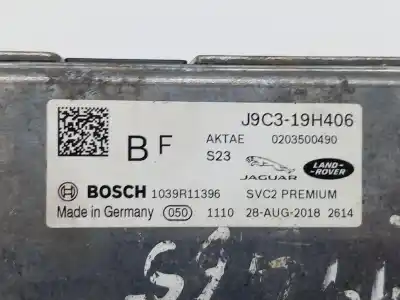 J9C3-19H406
B F AKTAE 0203500490
S23 JAGUAR LAND-ROVER
BOSCH 1039R11396 SVC2 PREMIUM
Made in Germany 050 1110 28-AUG-2018 2614